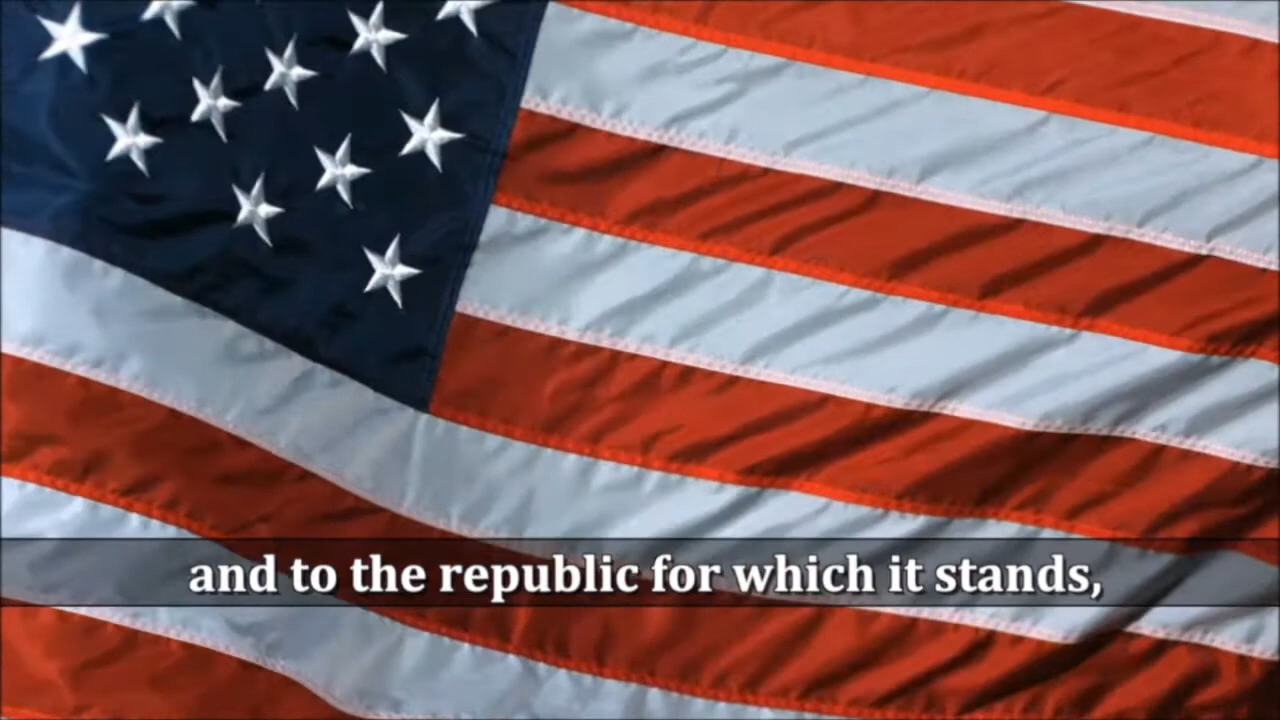 and to the republic for which it stands,